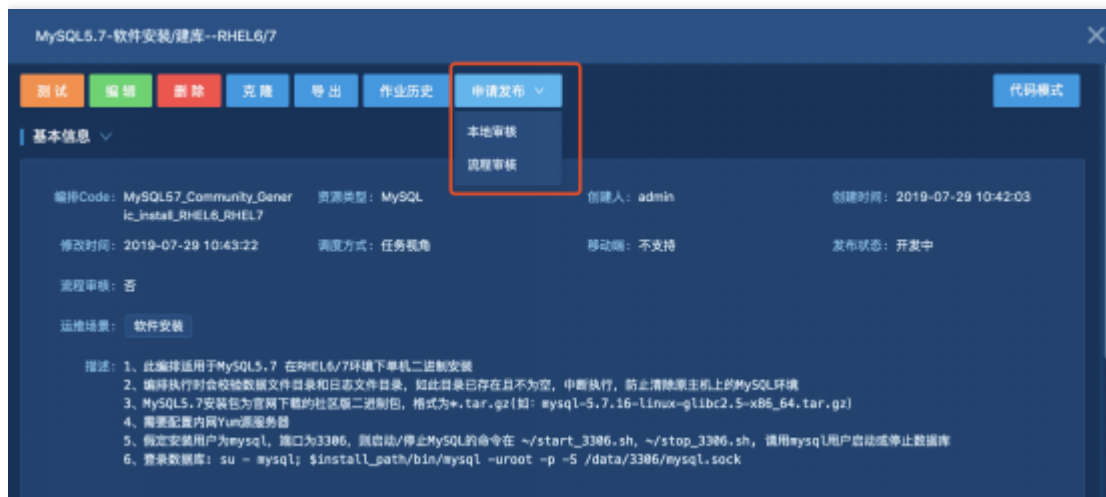 MySQL5.7-软件安装/建库--RHEL6/7
测试 编辑 删除 克隆 导出 作业历史 申请发布 代码模式
本地审核
流程审核
基本信息
编排Code: MySQL57_Community_Gener
ic_install_RHEL6_RHEL7
资源类型: MySQL
创建人: admin
创建时间: 2019-07-29 10:42:03
修改时间: 2019-07-29 10:43:22
调度方式: 任务视角
移动端: 不支持
发布状态: 开发中
流程审核: 否
运维场景: 软件安装
描述: 1、此编排适用于MySQL5.7 在RHEL6/7环境下单机二进制安装
2、编排执行时会校验数据文件目录和日志文件目录, 如此目录已存在且不为空, 中断执行, 防止清除原主机上的MySQL环境
3、MySQL5.7安装包为官网下载的社区版二进制包, 格式为*.tar.gz(如: mysql-5.7.16-linux-glibc2.5-x86_64.tar.gz)
4、需要配置内网Yum源服务器
5、假定安装用户为mysql, 端口为3306, 则启动/停止MySQL的命令在 ~/start_3306.sh, ~/stop_3306.sh, 请用mysql用户启动或停止数据库
6、登录数据库: su - mysql; $install_path/bin/mysql -uroot -p -S /data/3306/mysql.sock